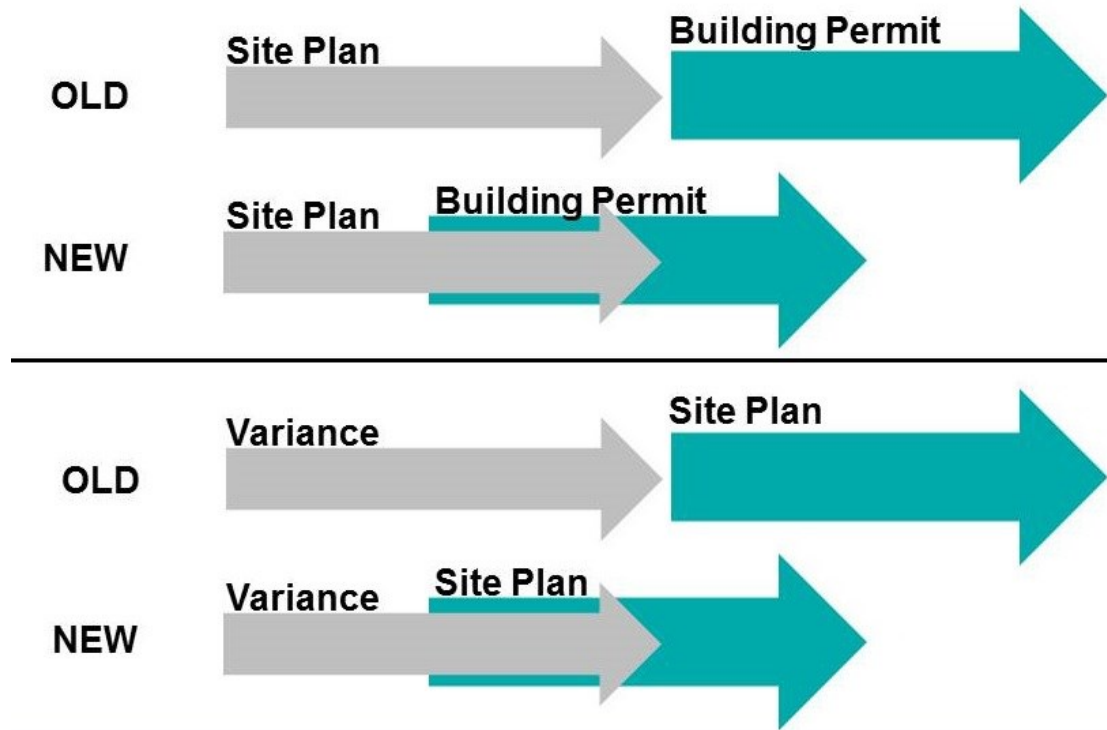 Site Plan
Building Permit
OLD
Site Plan
Building Permit
NEW
Variance
Site Plan
OLD
Variance
Site Plan
NEW